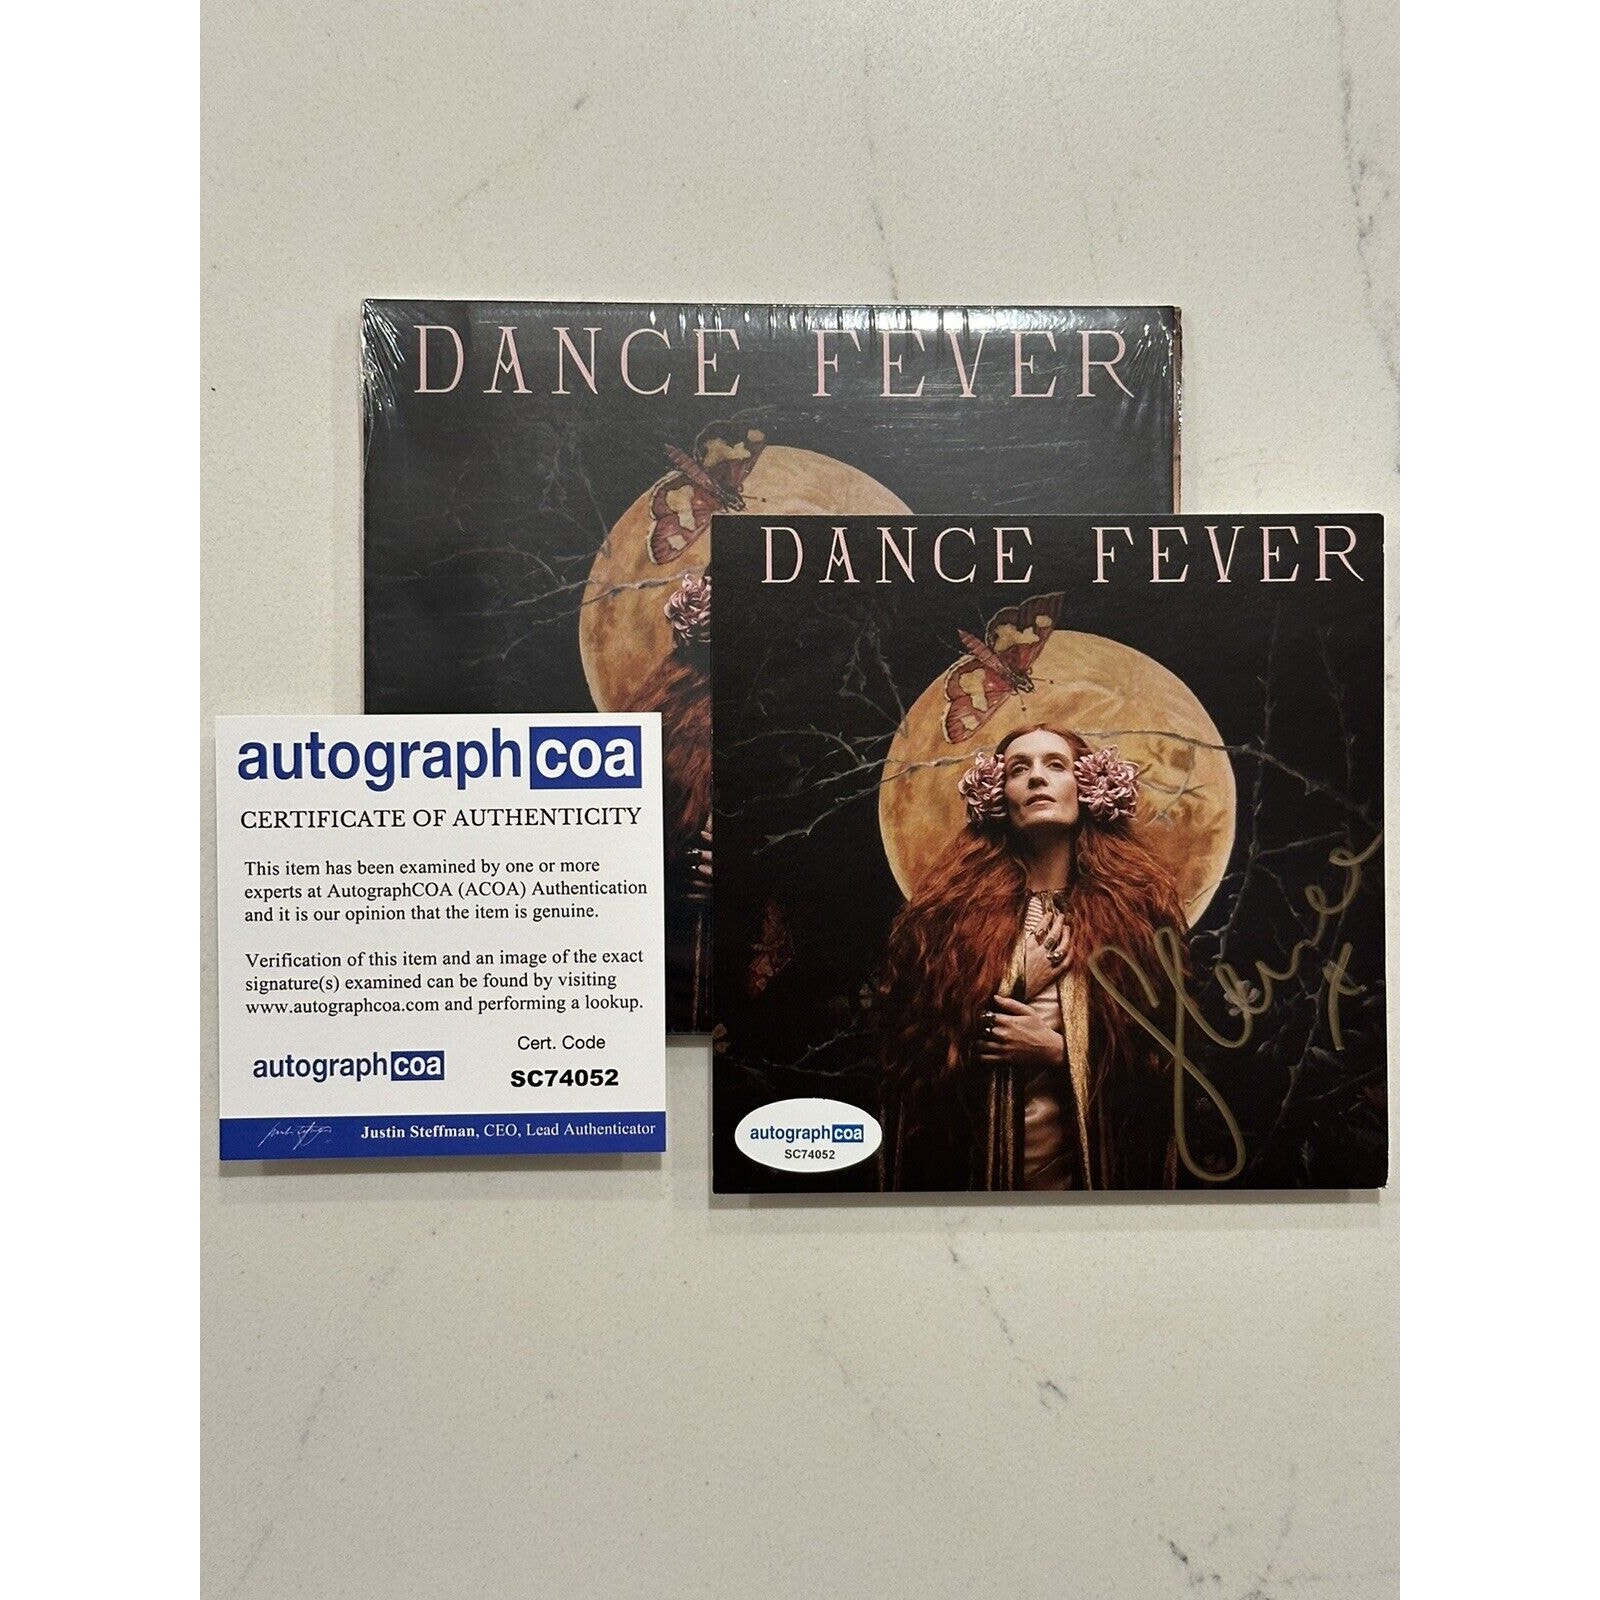 DANCE FEVER
DANCE FEVER
autographcoa
CERTIFICATE OF AUTHENTICITY
This item has been examined by one or more
experts at AutographCOA (ACOA) Authentication
and it is our opinion that the item is genuine.
Verification of this item and an image of the exact
signature(s) examined can be found by visiting
www.autographcoa.com and performing a lookup.
Cert. Code
autographcoa
SC74052
Justin Steffman, CEO, Lead Authenticator
autographcoa
SC74052
Florence
x